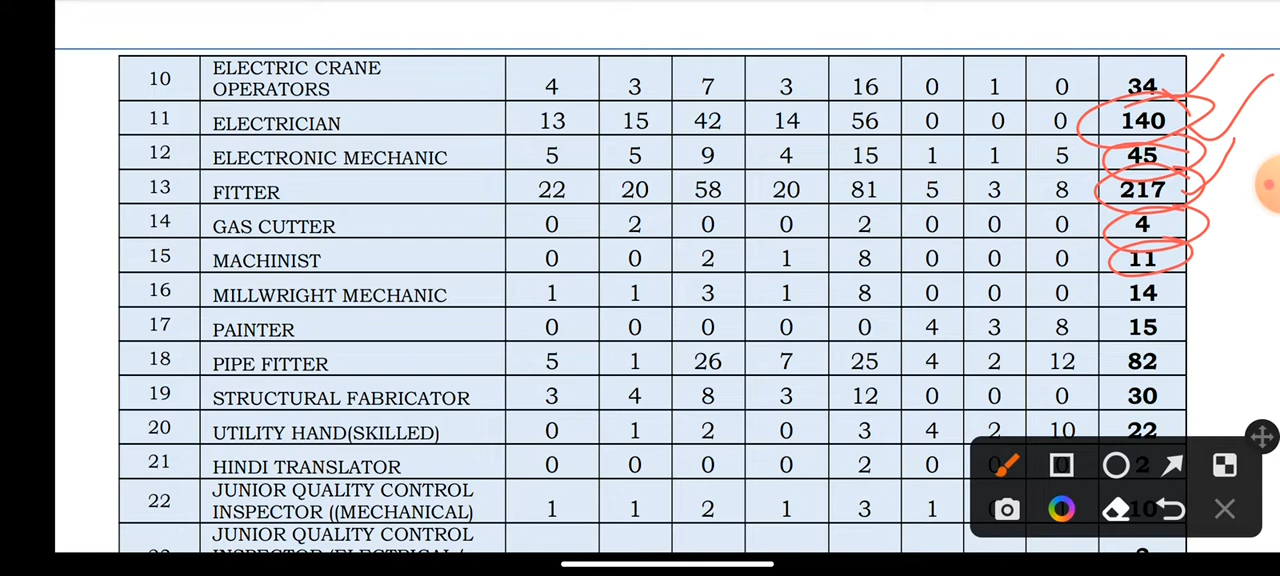 10 ELECTRIC CRANE
OPERATORS 4 3 7 3 16 0 1 0 34
11 ELECTRICIAN 13 15 42 14 56 0 0 0 140
12 ELECTRONIC MECHANIC 5 5 9 4 15 1 1 5 45
13 FITTER 22 20 58 20 81 5 3 8 217
14 GAS CUTTER 0 2 0 0 2 0 0 0 4
15 MACHINIST 0 0 2 1 8 0 0 0 11
16 MILLWRIGHT MECHANIC 1 1 3 1 8 0 0 0 14
17 PAINTER 0 0 0 0 0 4 3 8 15
18 PIPE FITTER 5 1 26 7 25 4 2 12 82
19 STRUCTURAL FABRICATOR 3 4 8 3 12 0 0 0 30
20 UTILITY HAND(SKILLED) 0 1 2 0 3 4 2 10 22
21 HINDI TRANSLATOR 0 0 0 0 2 0 2
22 JUNIOR QUALITY CONTROL
INSPECTOR ((MECHANICAL) 1 1 2 1 3 1 10
JUNIOR QUALITY CONTROL